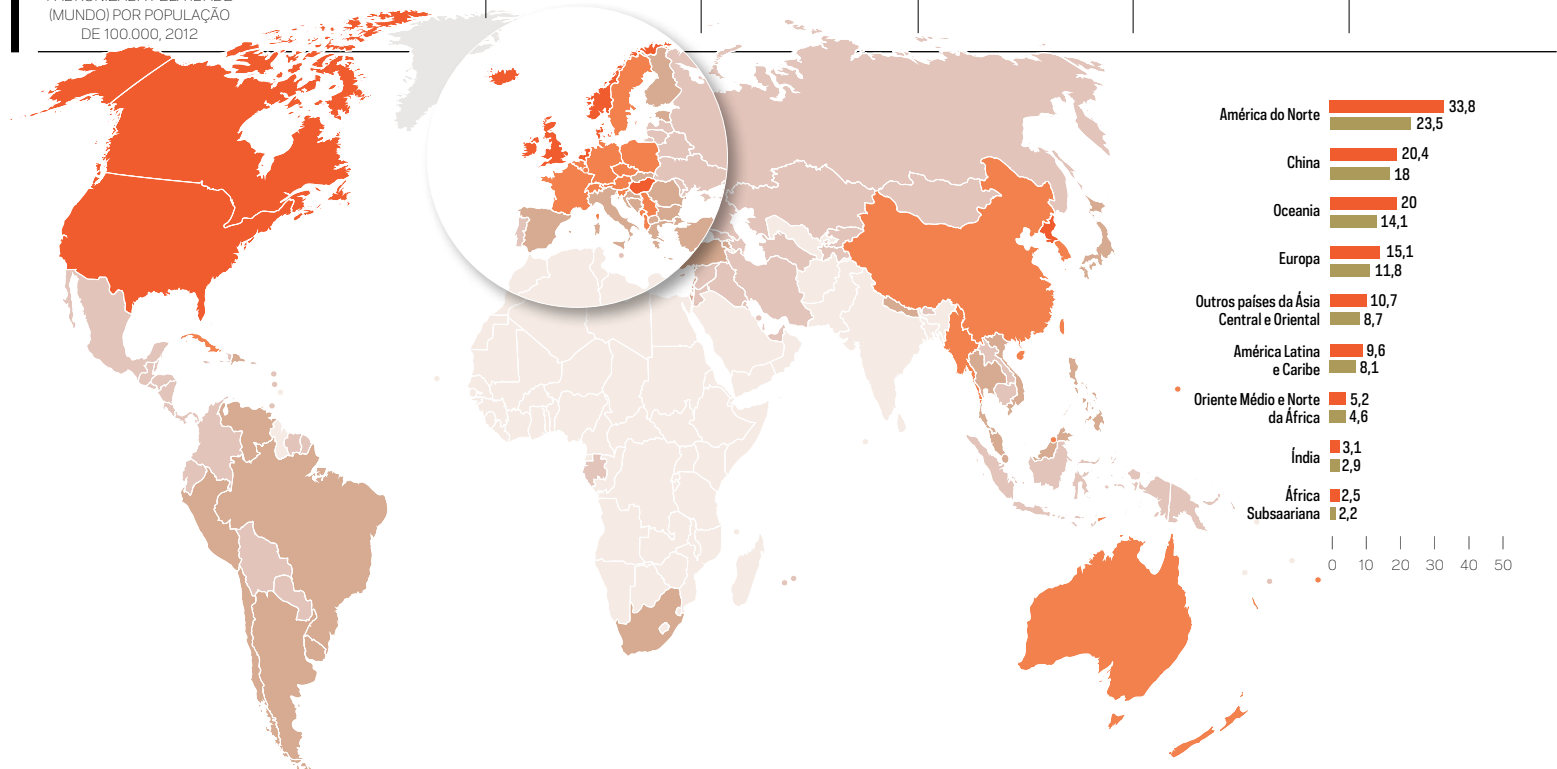 (MUNDO) POR POPULAÇÃO
DE 100.000, 2012
América do Norte
33,8
23,5
China
20,4
18
Oceania
20
14,1
Europa
15,1
11,8
Outros países da Ásia
Central e Oriental
10,7
8,7
América Latina
e Caribe
9,6
8,1
Oriente Médio e Norte
da África
5,2
4,6
Índia
3,1
2,9
África
Subsaariana
2,5
2,2
0 10 20 30 40 50